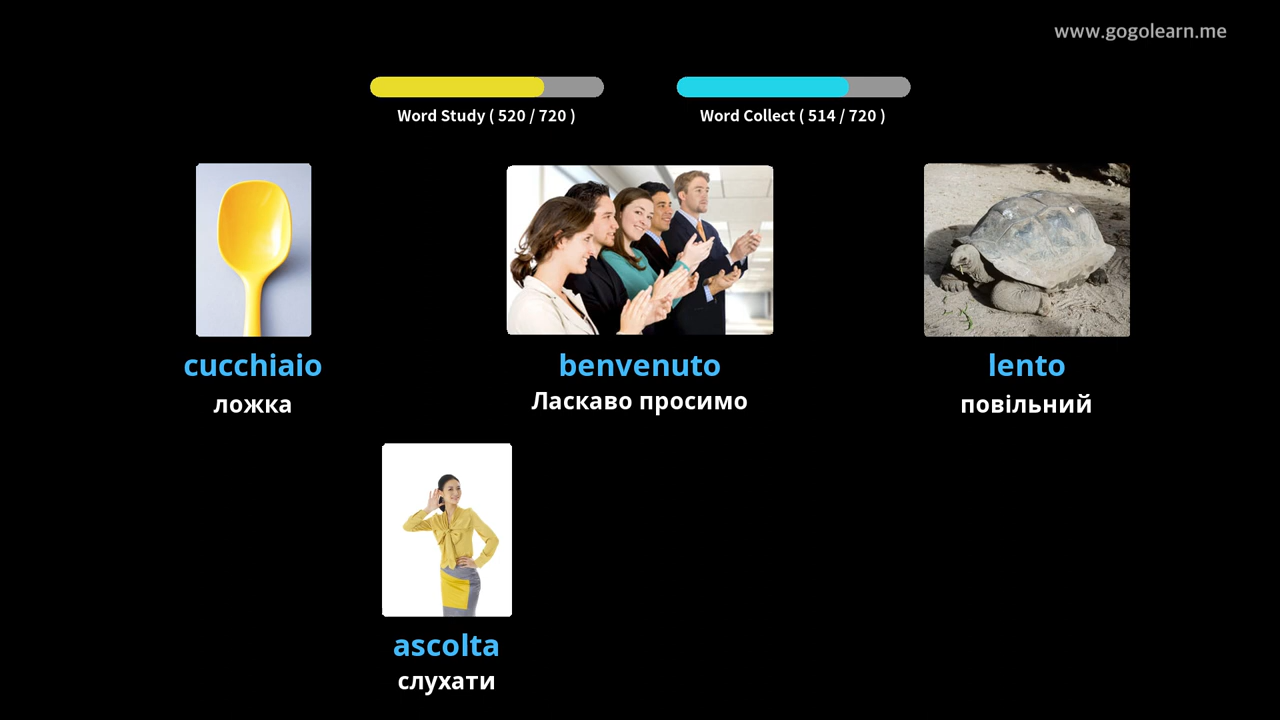 www.gogolearn.me
Word Study ( 520 / 720 )
Word Collect ( 514 / 720 )
cucchiaio
ложка
benvenuto
Ласкаво просимо
lento
повільний
ascolta
слухати